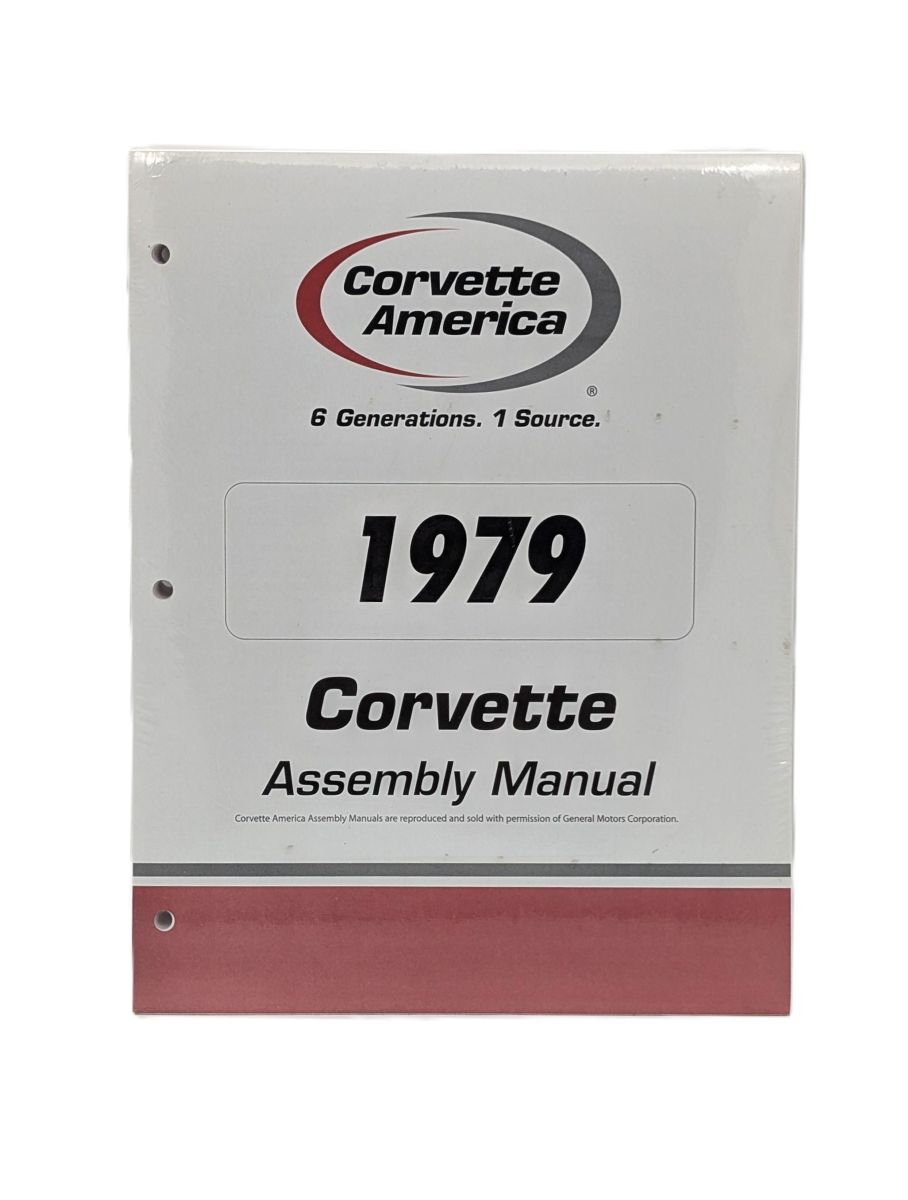 Corvette
America
®
6 Generations. 1 Source.
1979
Corvette
Assembly Manual
Corvette America Assembly Manuals are reproduced and sold with permission of General Motors Corporation.